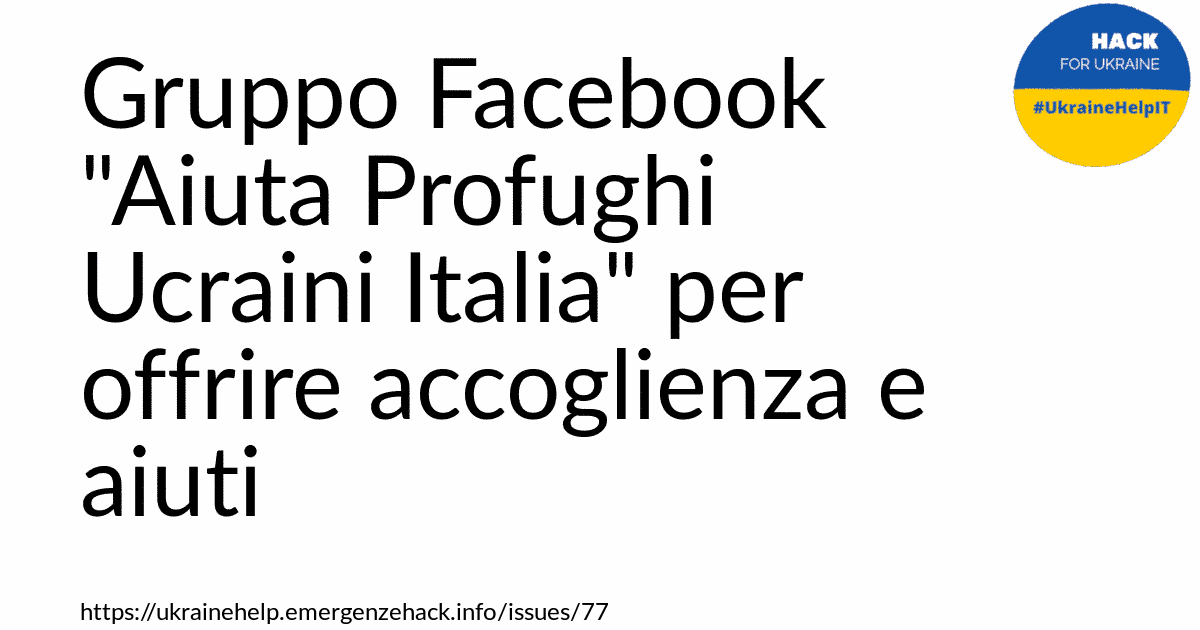 HACK
FOR UKRAINE
#UkraineHelpIT
Gruppo Facebook
"Aiuta Profughi
Ucraini Italia" per
offrire accoglienza e
aiuti
https://ukrainehelp.emergenzehack.info/issues/77